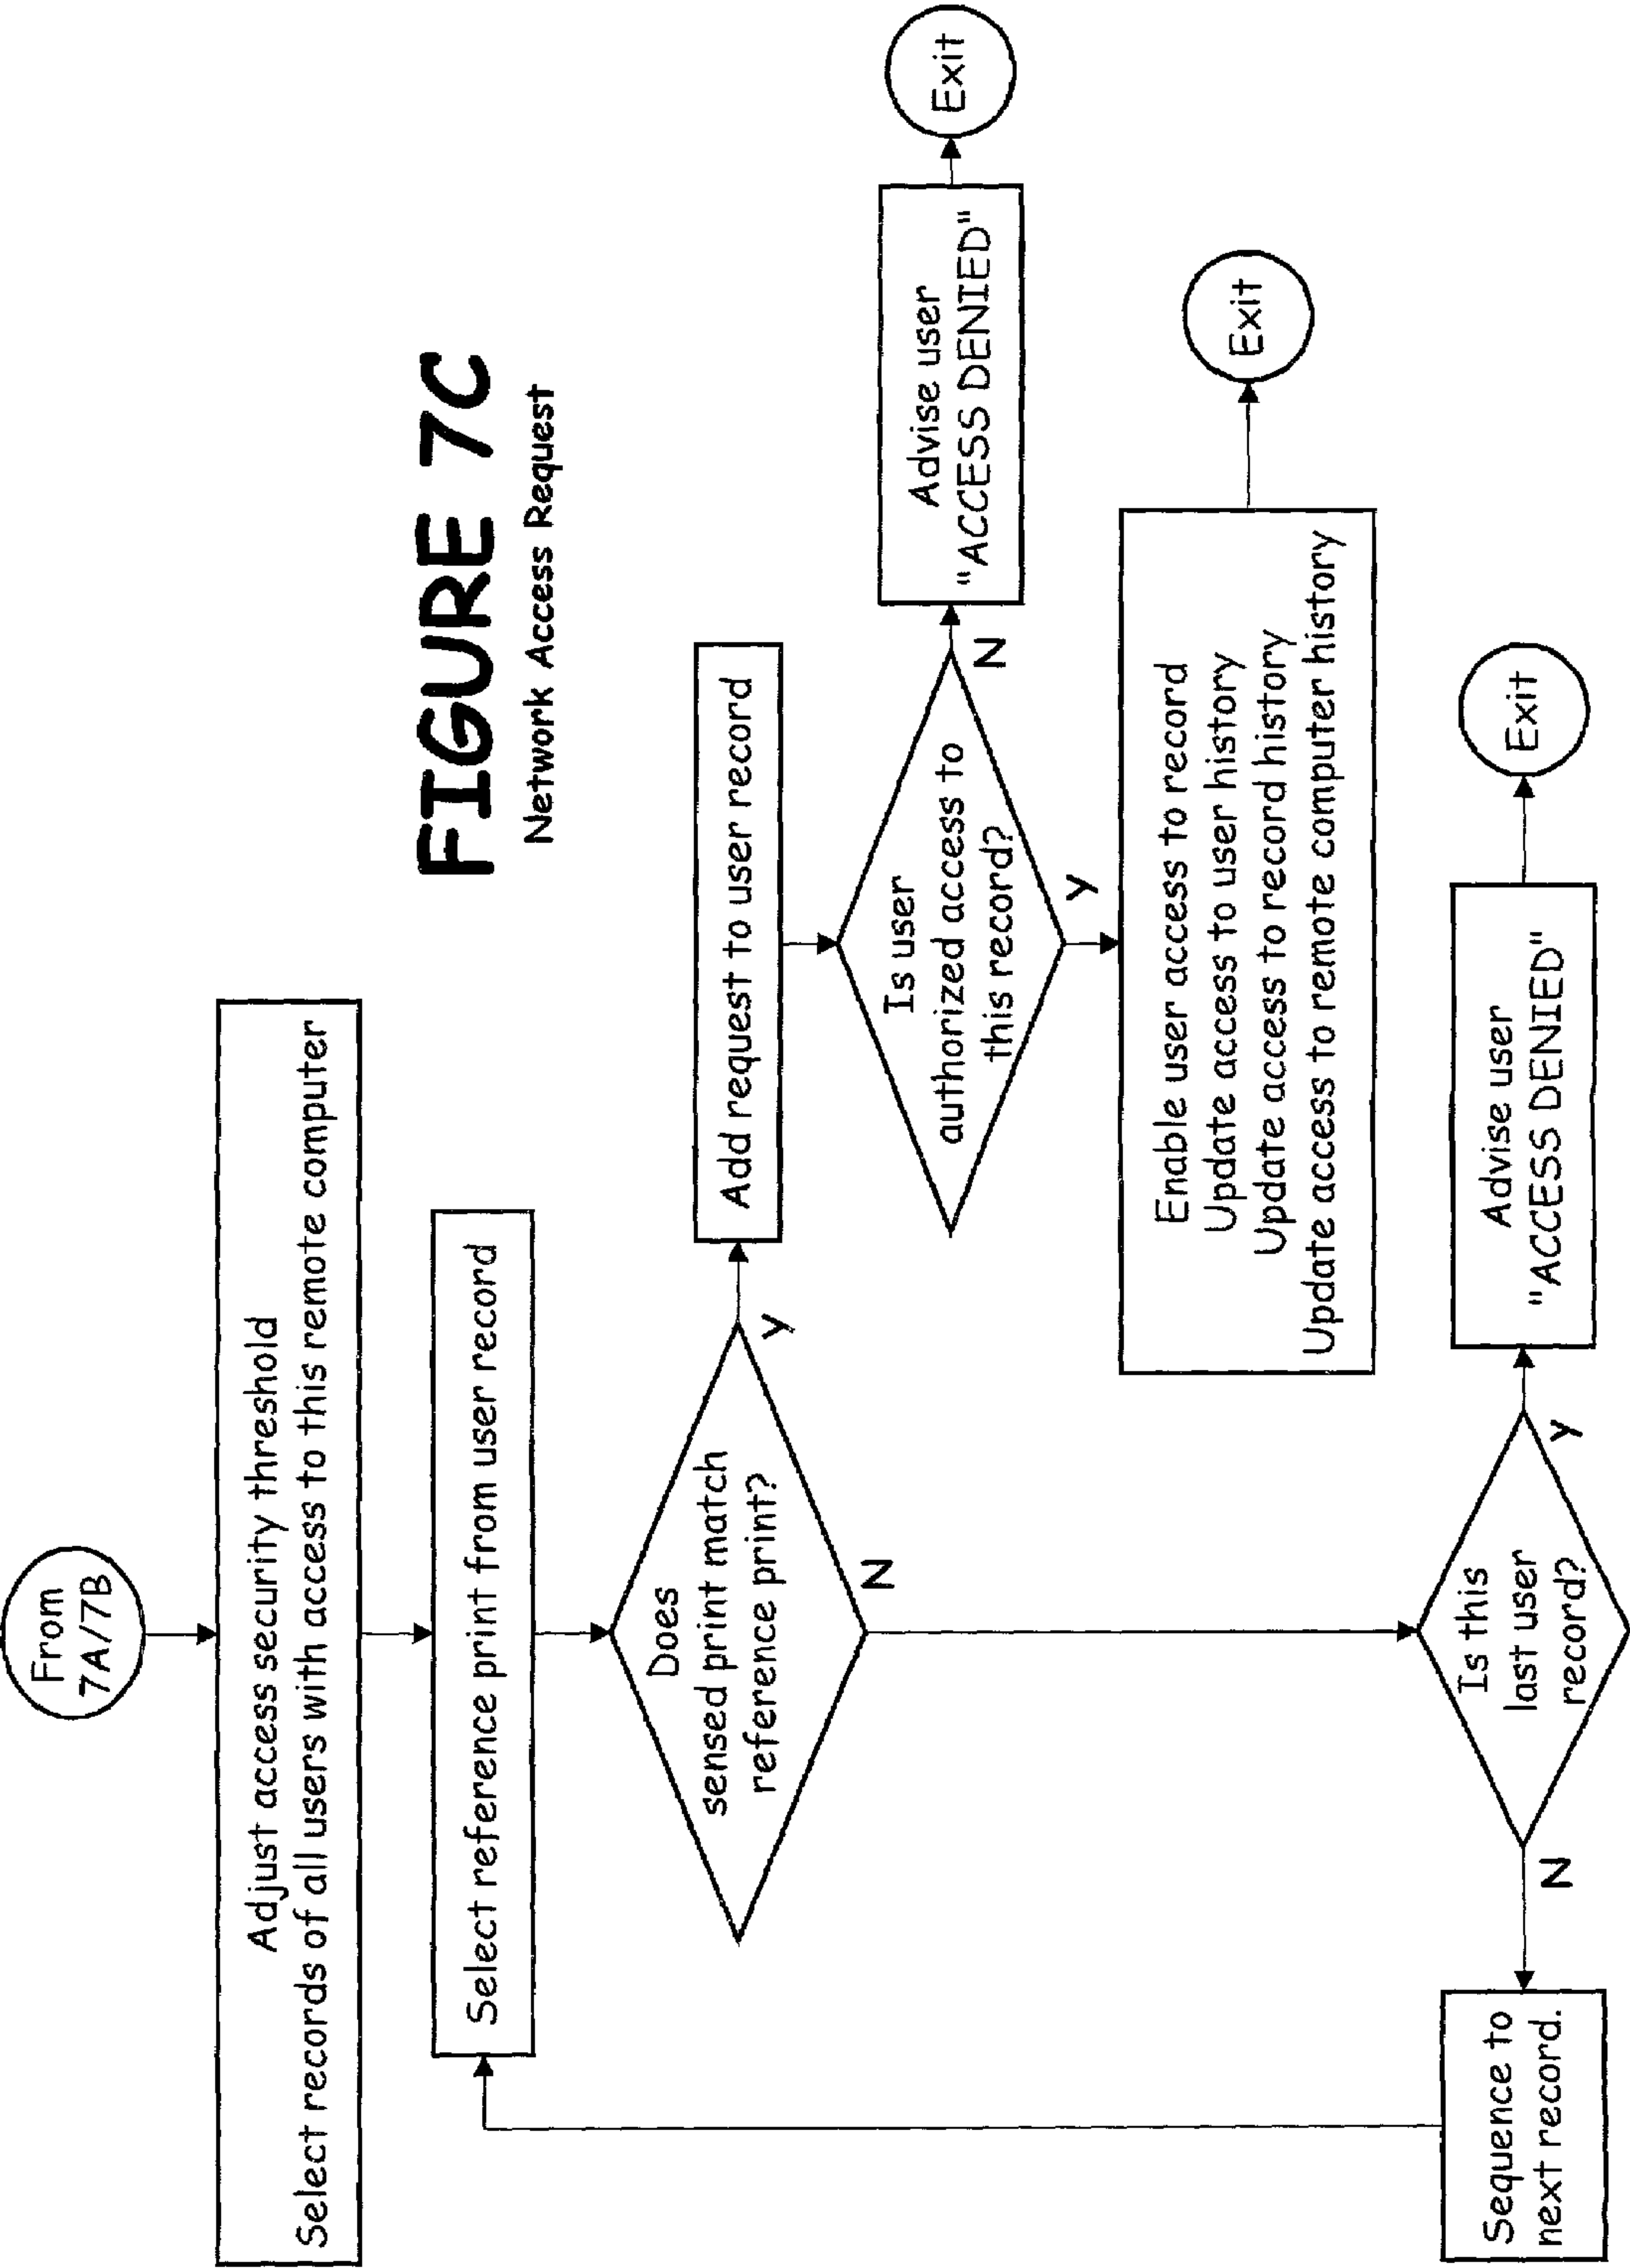 From
7A/7B
Adjust access security threshold
Select records of all users with access to this remote computer
FIGURE 7C
Network Access Request
Select reference print from user record
Does
sensed print match
reference print?
Y
N
Add request to user record
Is user
authorized access to
this record?
N
Y
Advise user
"ACCESS DENIED"
Exit
Enable user access to record
Update access to user history
Update access to record history
Update access to remote computer history
Exit
Is this
last user
record?
Y
N
Advise user
"ACCESS DENIED"
Exit
Sequence to
next record.